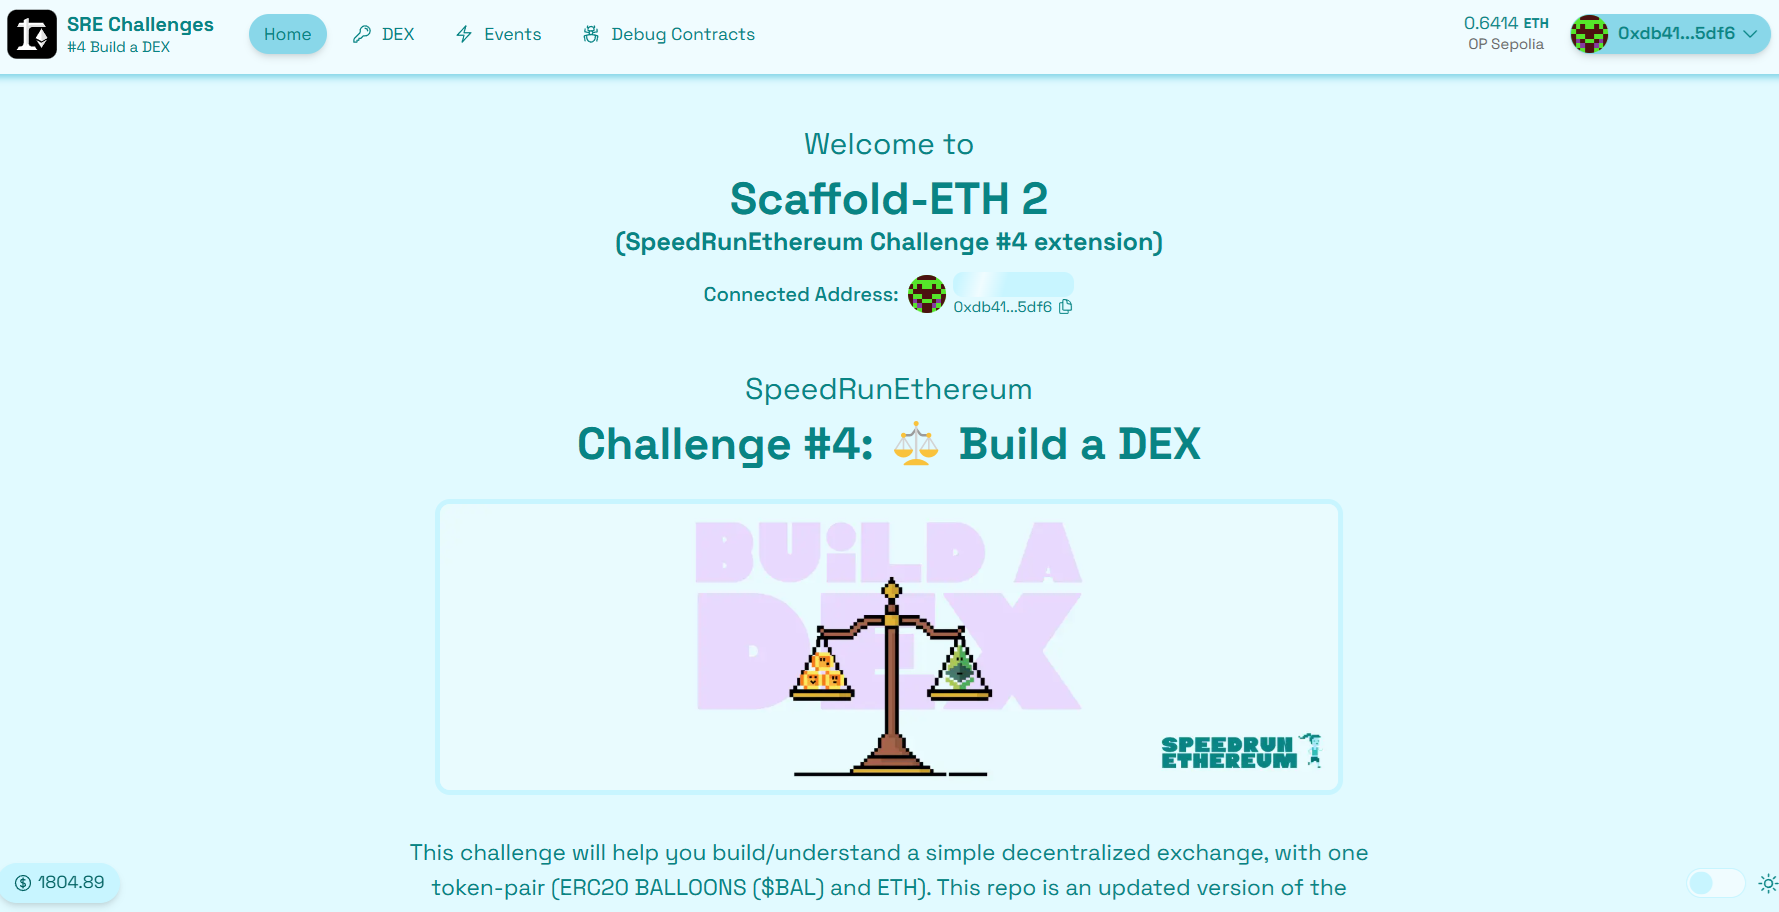 SRE Challenges
#4 Build a DEX
Home
DEX
Events
Debug Contracts
0.6414 ETH
OP Sepolia
0xdb41...5df6
Welcome to
Scaffold-ETH 2
(SpeedRunEthereum Challenge #4 extension)
Connected Address:
0xdb41...5df6
SpeedRunEthereum
Challenge #4: ⚖️ Build a DEX
BUiLD A
DEX
SPEEDRUN
ETHEREUM
This challenge will help you build/understand a simple decentralized exchange, with one
token-pair (ERC20 BALLOONS ($BAL) and ETH). This repo is an updated version of the
1804.89